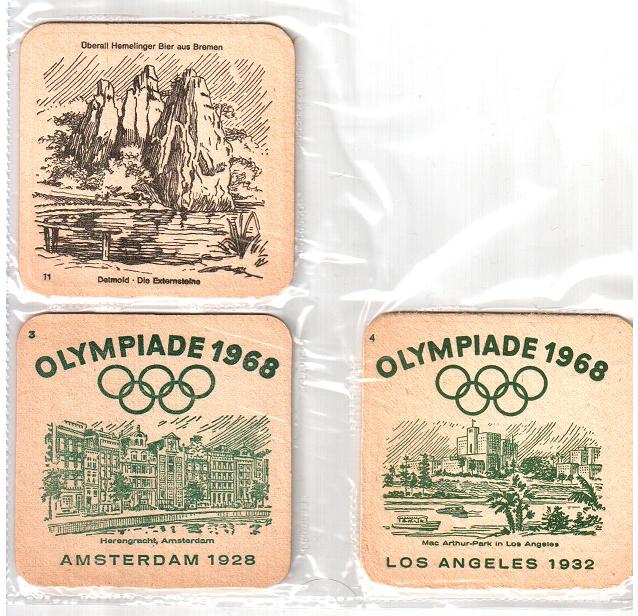 Überall Hemelinger Bier aus Bremen
11
Detmold · Die Externsteine
3
OLYMPIADE 1968
Herengracht, Amsterdam
AMSTERDAM 1928
4
OLYMPIADE 1968
Mac Arthur-Park in Los Angeles
LOS ANGELES 1932